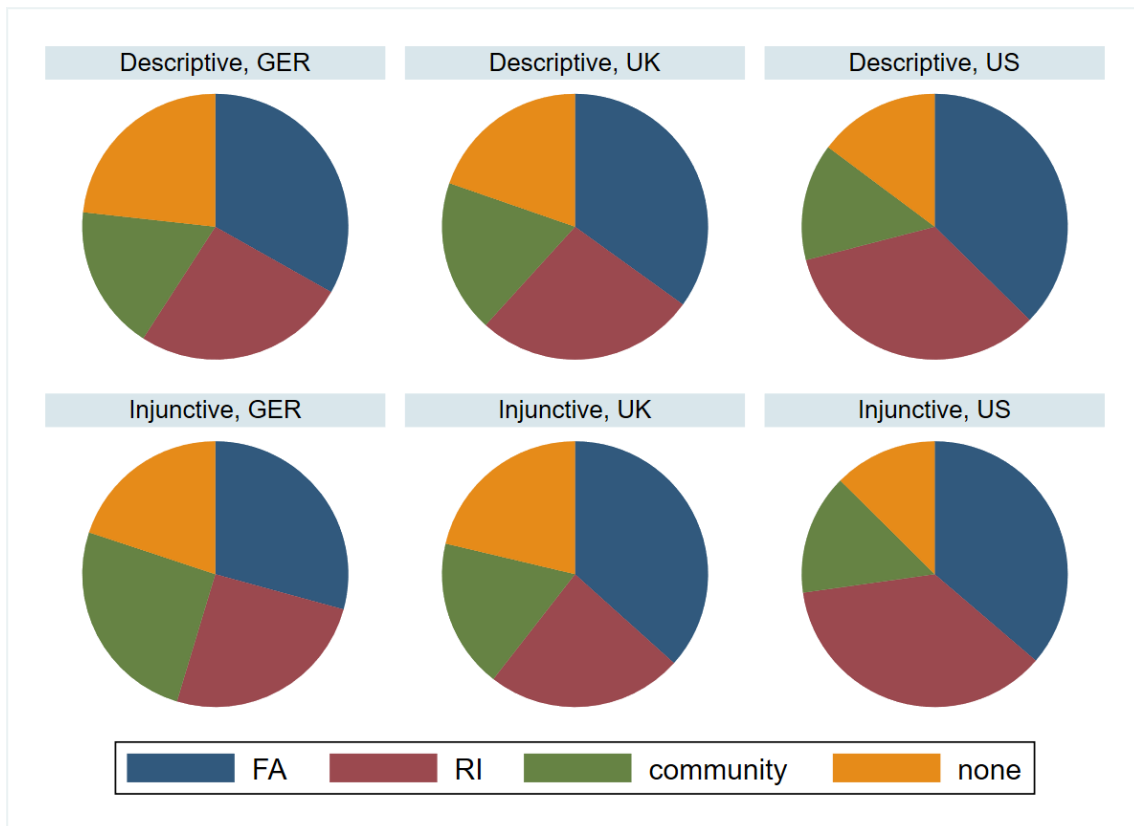 Descriptive, GER
Descriptive, UK
Descriptive, US
Injunctive, GER
Injunctive, UK
Injunctive, US
FA
RI
community
none